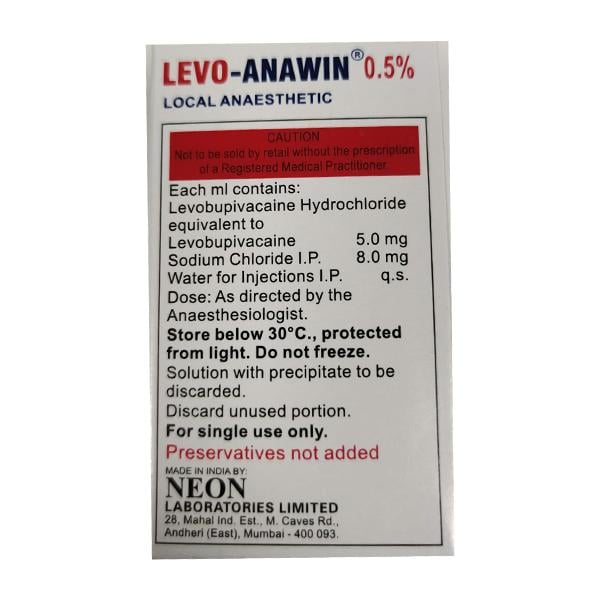 LEVO-ANAWIN® 0.5%
LOCAL ANAESTHETIC
CAUTION
Not to be sold by retail without the prescription
of a Registered Medical Practitioner
Each ml contains:
Levobupivacaine Hydrochloride
equivalent to
Levobupivacaine 5.0 mg
Sodium Chloride I.P. 8.0 mg
Water for Injections I.P. q.s.
Dose: As directed by the
Anaesthesiologist.
Store below 30°C., protected
from light. Do not freeze.
Solution with precipitate to be
discarded.
Discard unused portion.
For single use only.
Preservatives not added
MADE IN INDIA BY:
NEON
LABORATORIES LIMITED
28, Mahal Ind. Est., M. Caves Rd.,
Andheri (East), Mumbai - 400 093.